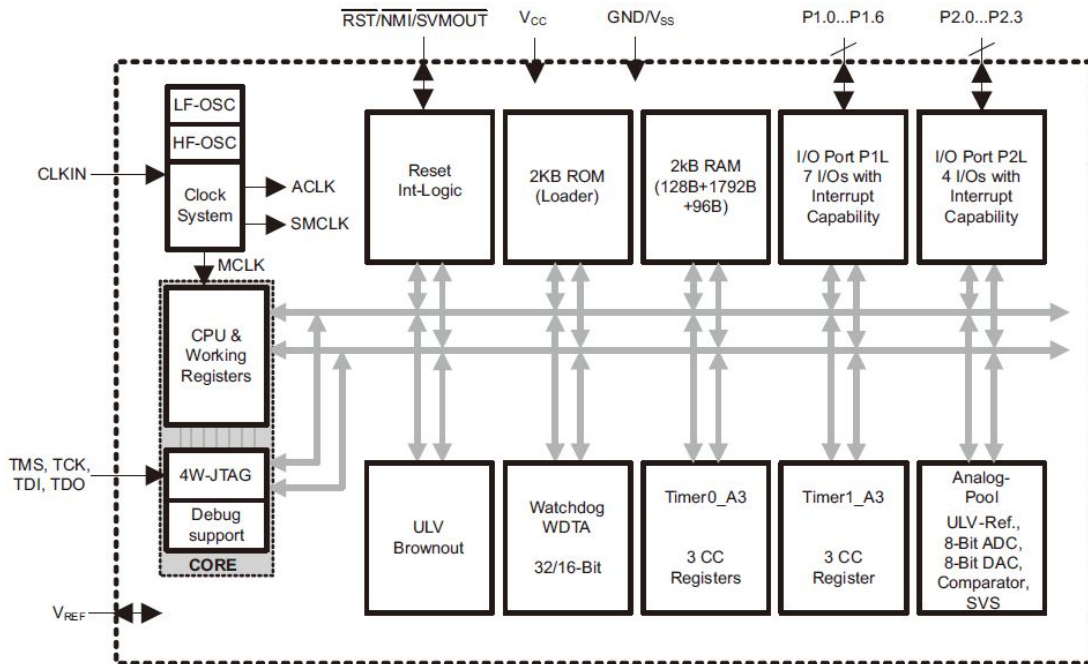 RST/NMI/SVMOUT
VCC
GND/VSS
P1.0...P1.6
P2.0...P2.3
LF-OSC
HF-OSC
Clock
System
CLKIN
ACLK
SMCLK
MCLK
Reset
Int-Logic
2KB ROM
(Loader)
2kB RAM
(128B+1792B
+96B)
I/O Port P1L
7 I/Os with
Interrupt
Capability
I/O Port P2L
4 I/Os with
Interrupt
Capability
CPU &
Working
Registers
TMS, TCK,
TDI, TDO
4W-JTAG
Debug
support
CORE
VREF
ULV
Brownout
Watchdog
WDTA
32/16-Bit
Timer0_A3
3 CC
Registers
Timer1_A3
3 CC
Register
Analog-
Pool
ULV-Ref.,
8-Bit ADC,
8-Bit DAC,
Comparator,
SVS